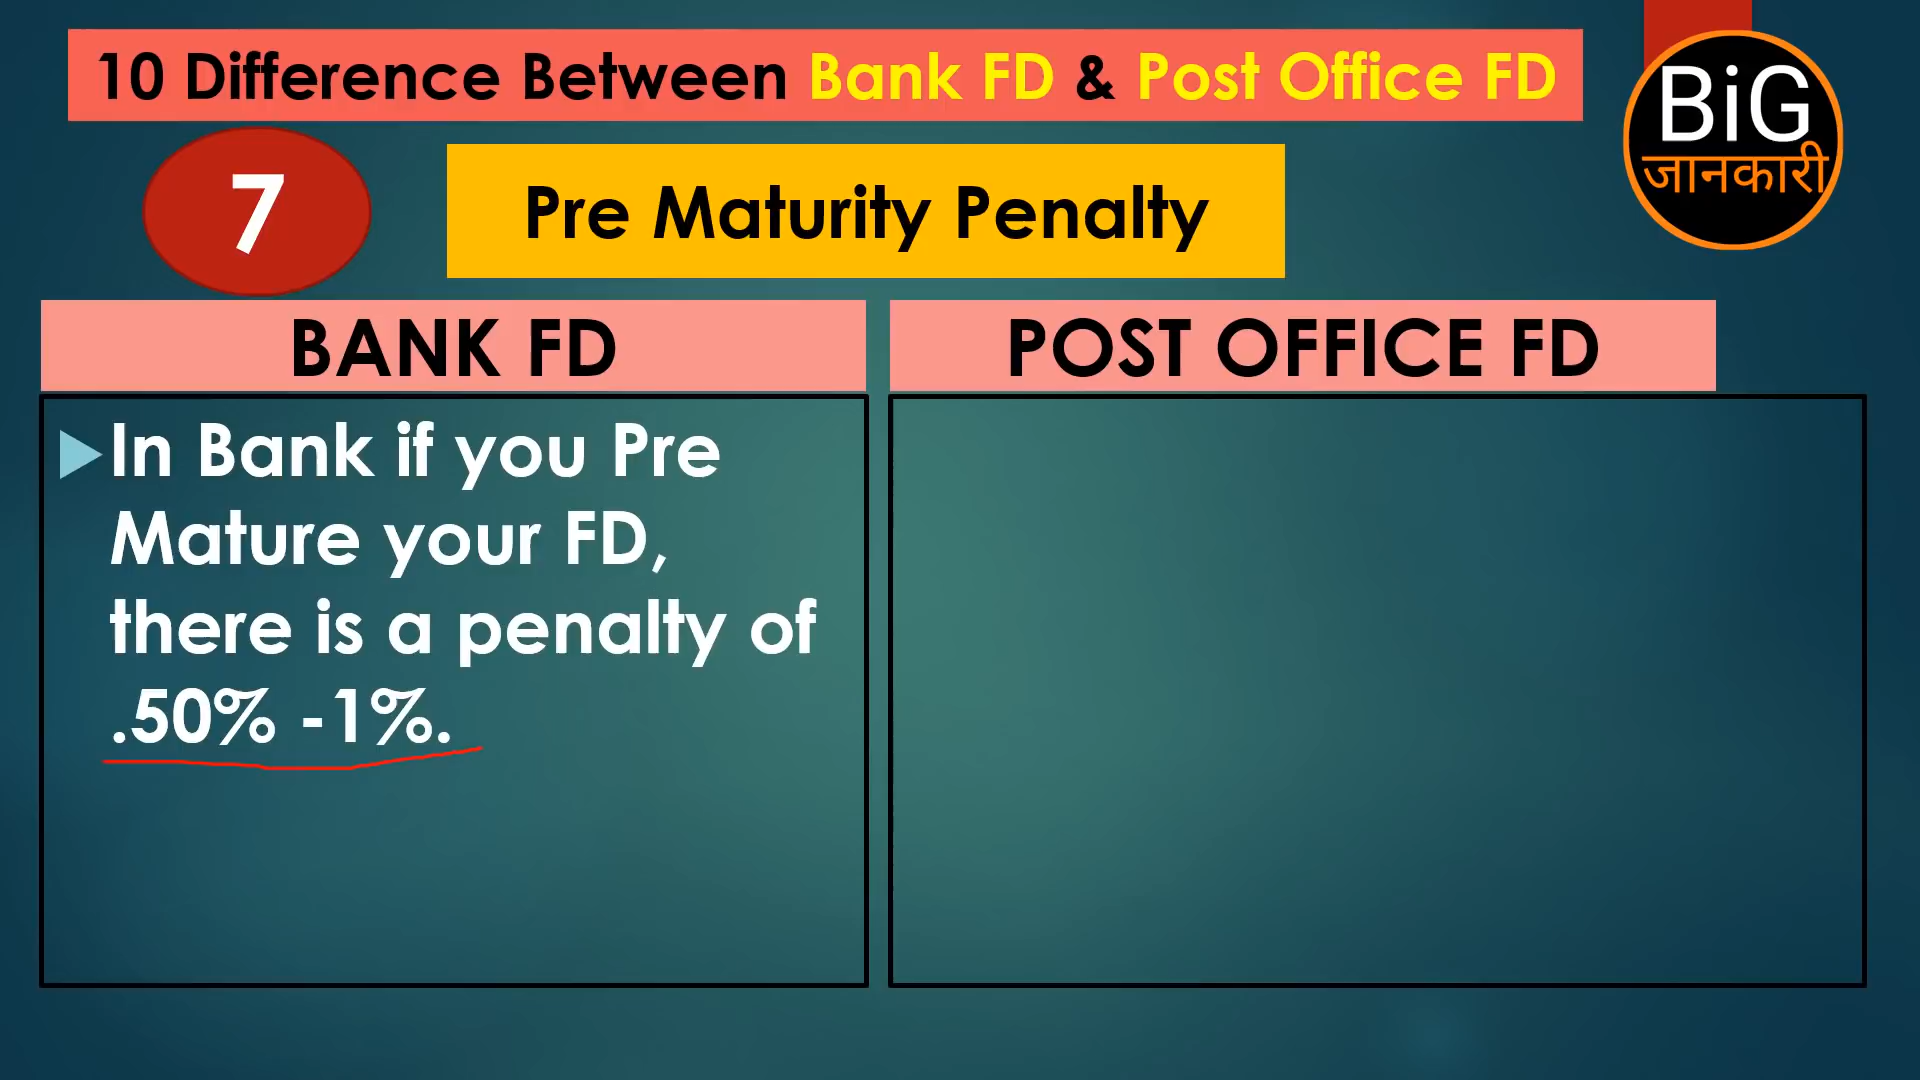 10 Difference Between Bank FD & Post Office FD
BiG
जानकारी
7
Pre Maturity Penalty
BANK FD
POST OFFICE FD
In Bank if you Pre
Mature your FD,
there is a penalty of
.50% -1%.